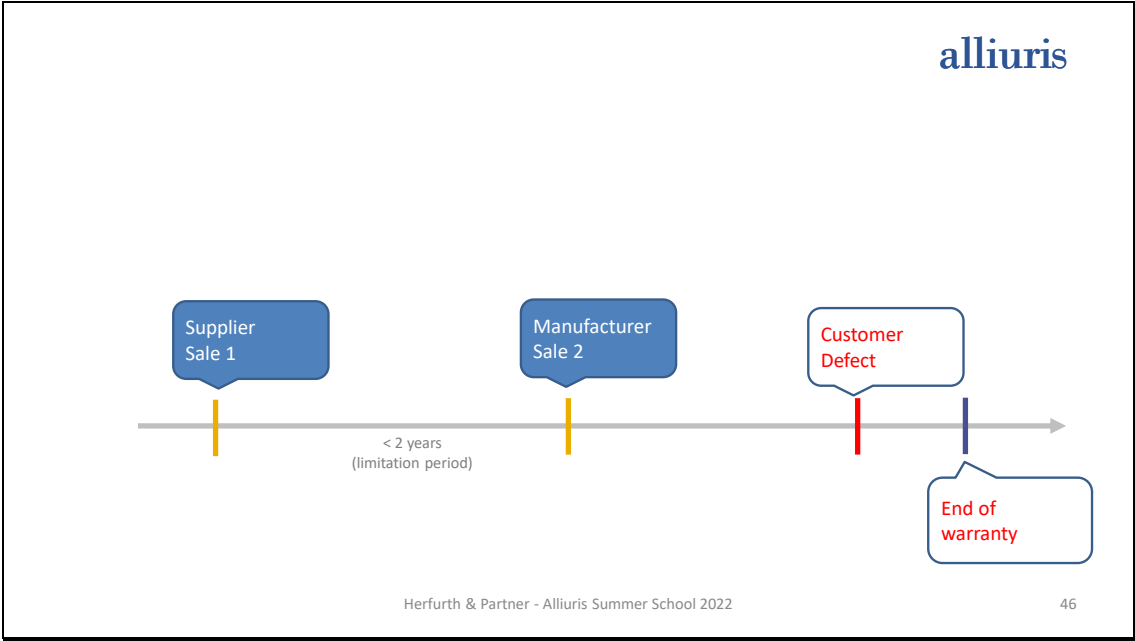 alliuris
Supplier
Sale 1
Manufacturer
Sale 2
Customer
Defect
< 2 years
(limitation period)
End of
warranty
Herfurth & Partner - Alliuris Summer School 2022
46